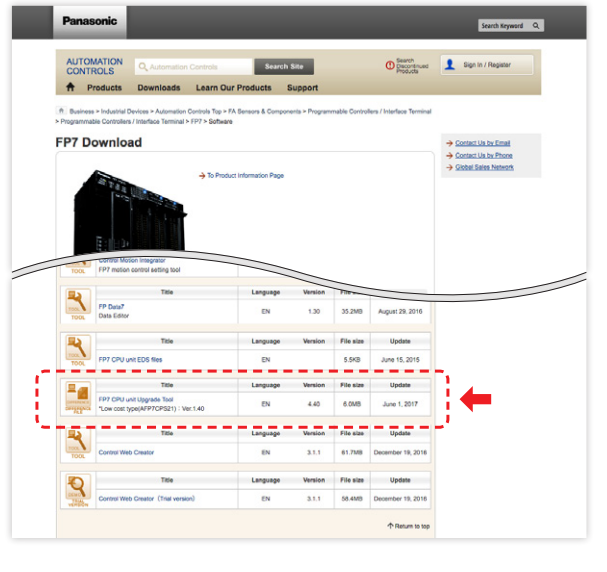 Panasonic
Search Keyword
AUTOMATION
CONTROLS
Automation Controls
Search Site
Search
Discontinued
Products
Sign In / Register
Products Downloads Learn Our Products Support
Business > Industrial Devices > Automation Controls Top > FA Sensors & Components > Programmable Controllers / Interface Terminal
> Programmable Controllers / Interface Terminal > FP7 > Software
FP7 Download
Contact Us by Email
Contact Us by Phone
Global Sales Network
To Product Information Page
Control Motion Integrator
TOOL FP7 motion control setting tool
Title Language Version File size
TOOL FP Data7 EN 1.30 35.2MB August 29, 2016
Data Editor
Title Language Version File size Update
TOOL FP7 CPU unit EDS files EN 5.5KB June 15, 2015
Title Language Version File size Update
DIFFERENCE FILE FP7 CPU unit Upgrade Tool EN 4.40 6.0MB June 1, 2017
*Low cost type(AFP7CPS21) : Ver.1.40
Title Language Version File size Update
TOOL Control Web Creator EN 3.1.1 61.7MB December 19, 2016
Title Language Version File size Update
TRIAL VERSION Control Web Creator (Trial version) EN 3.1.1 58.4MB December 19, 2016
Return to top